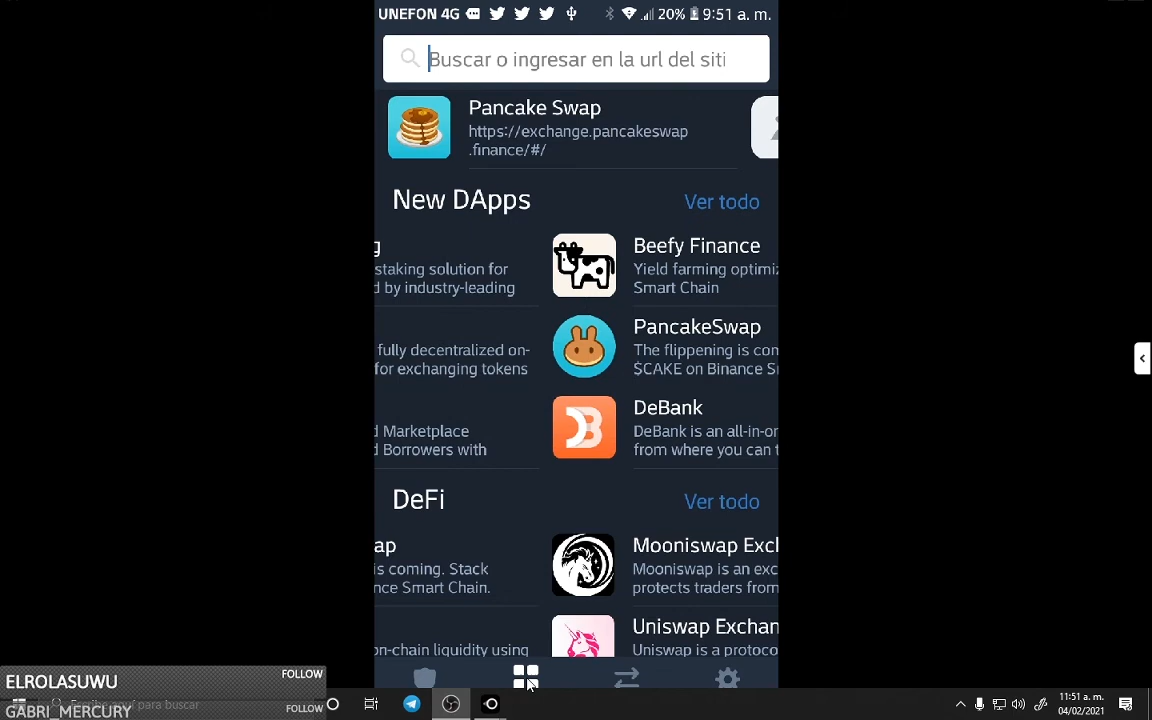 UNEFON 4G 20% 9:51 a. m.
Buscar o ingresar en la url del siti
Pancake Swap
https://exchange.pancakeswap
.finance/#/
New DApps
Ver todo
g
staking solution for
d by industry-leading
Beefy Finance
Yield farming optimiz
Smart Chain
fully decentralized on-
for exchanging tokens
PancakeSwap
The flippening is con
$CAKE on Binance S
d Marketplace
d Borrowers with
DeBank
DeBank is an all-in-or
from where you can t
DeFi
Ver todo
ap
is coming. Stack
nce Smart Chain.
Mooniswap Excl
Mooniswap is an exc
protects traders from
on-chain liquidity using
Uniswap Exchan
Uniswap is a protoco
ELROLASUWU
FOLLOW
GABRI_MERCURY
FOLLOW
aquí para buscar
11:51 a. m.
04/02/2021